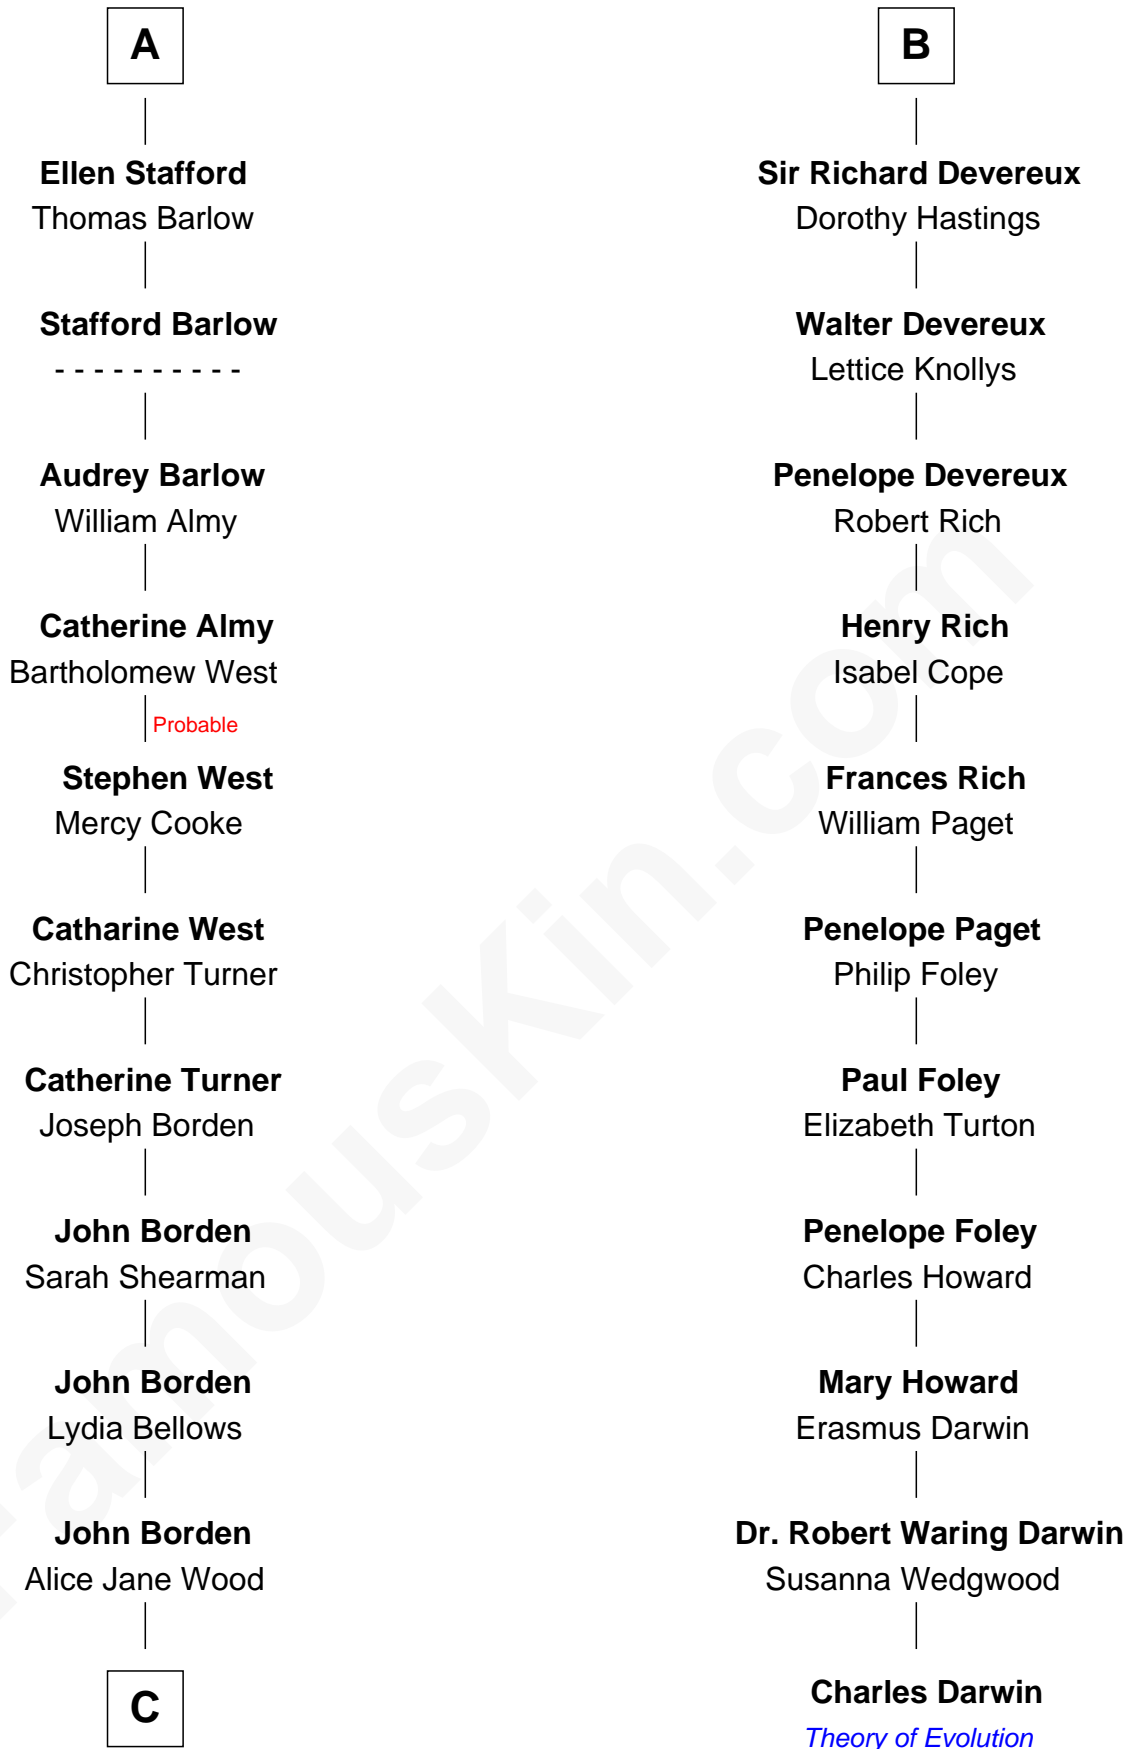 A
Ellen Stafford
Thomas Barlow
Stafford Barlow
- - - - - - - - - -
Audrey Barlow
William Almy
Catherine Almy
Bartholomew West
Probable
Stephen West
Mercy Cooke
Catharine West
Christopher Turner
Catherine Turner
Joseph Borden
John Borden
Sarah Shearman
John Borden
Lydia Bellows
John Borden
Alice Jane Wood
C
B
Sir Richard Devereux
Dorothy Hastings
Walter Devereux
Lettice Knollys
Penelope Devereux
Robert Rich
Henry Rich
Isabel Cope
Frances Rich
William Paget
Penelope Paget
Philip Foley
Paul Foley
Elizabeth Turton
Penelope Foley
Charles Howard
Mary Howard
Erasmus Darwin
Dr. Robert Waring Darwin
Susanna Wedgwood
Charles Darwin
Theory of Evolution
FamousKin.com